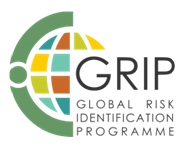 GRIP
GLOBAL RISK
IDENTIFICATION
PROGRAMME